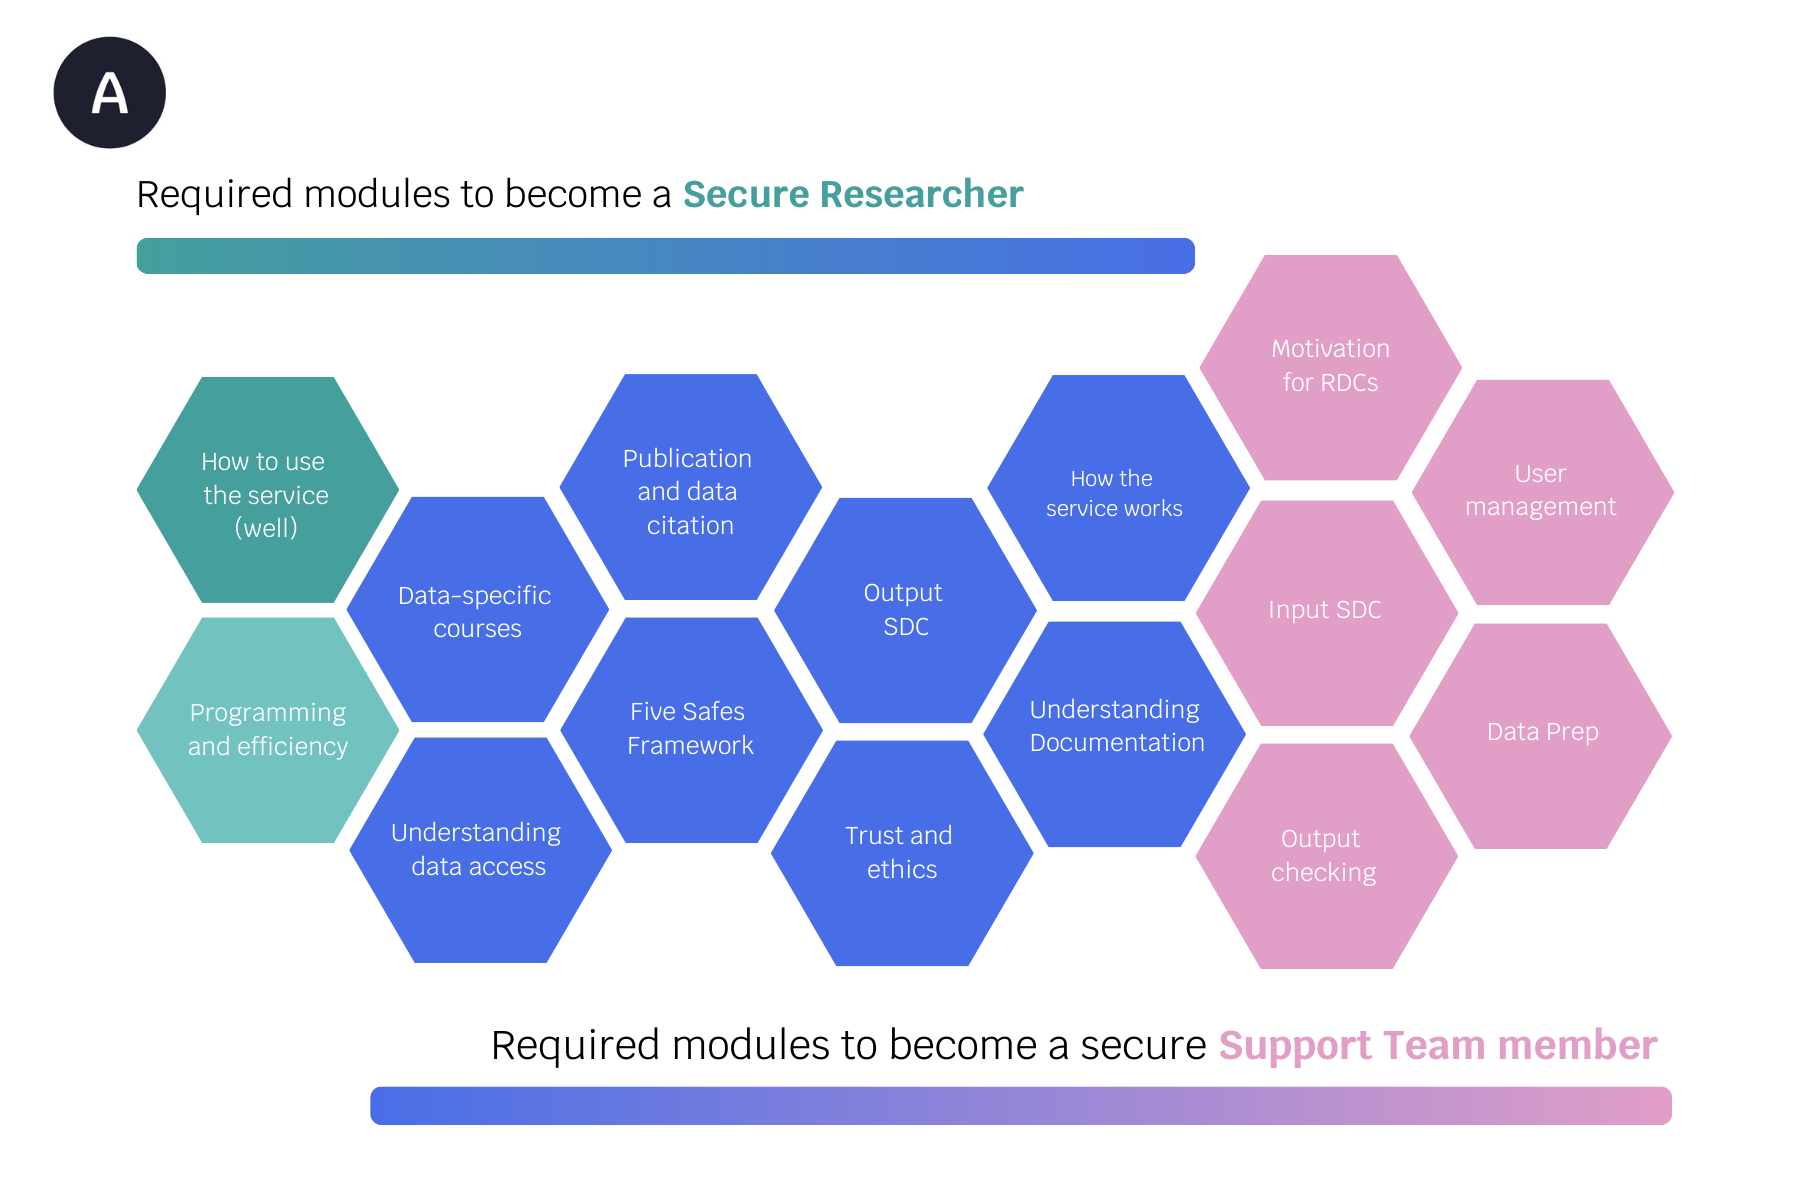 A
Required modules to become a Secure Researcher
Motivation
for RDCs
How to use
the service
(well)
Publication
and data
citation
How the
service works
User
management
Data-specific
courses
Output
SDC
Input SDC
Programming
and efficiency
Five Safes
Framework
Understanding
Documentation
Data Prep
Understanding
data access
Trust and
ethics
Output
checking
Required modules to become a secure Support Team member